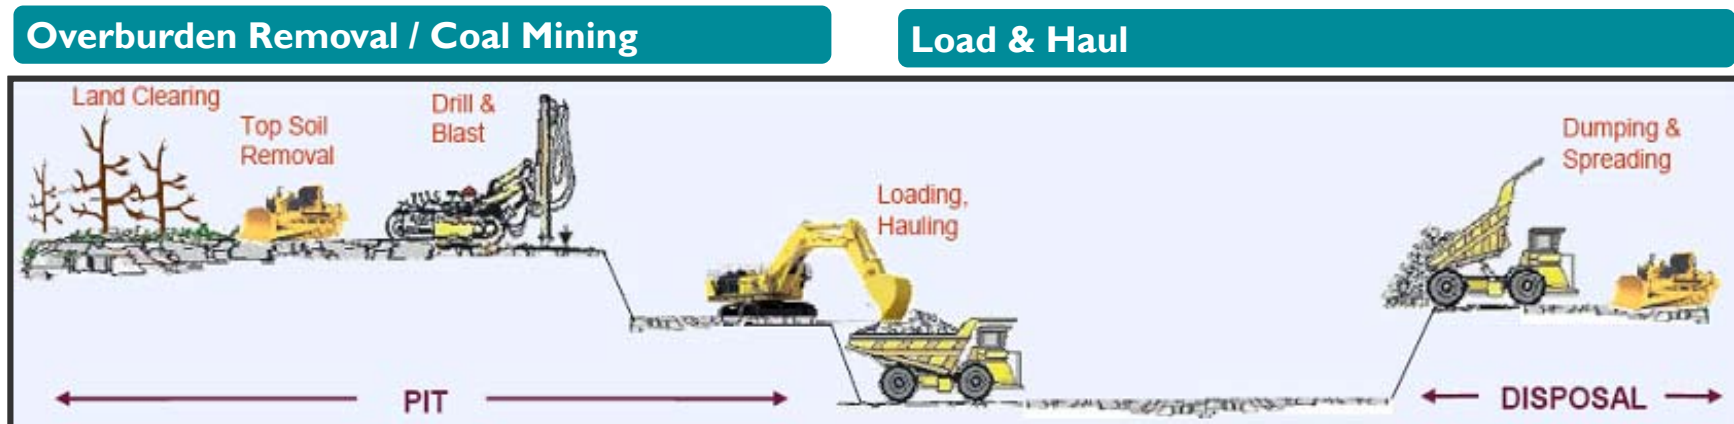 Overburden Removal / Coal Mining
Load & Haul
Land Clearing
Top Soil
Removal
Drill &
Blast
Loading,
Hauling
Dumping &
Spreading
PIT
DISPOSAL